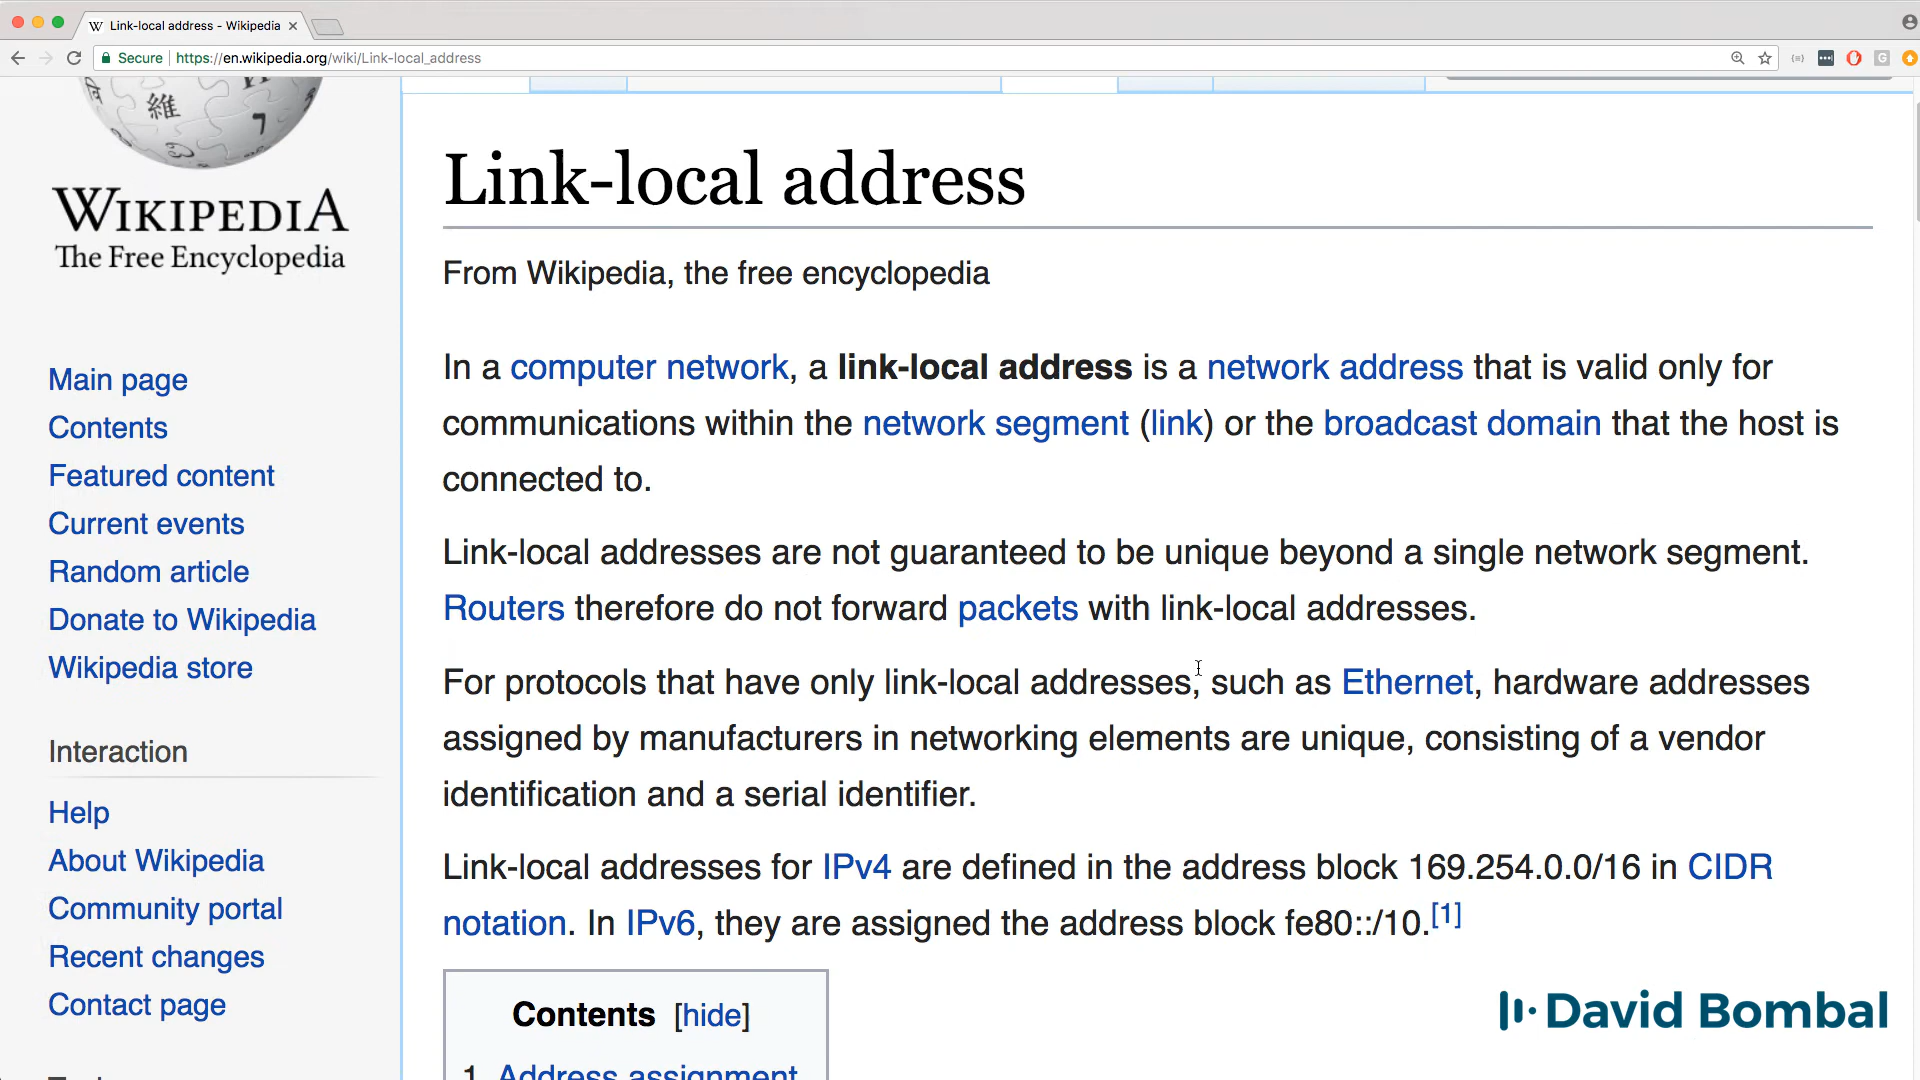 Link-local address - Wikipedia
Secure
https://en.wikipedia.org/wiki/Link-local_address
維
WIKIPEDIA
The Free Encyclopedia
Main page
Contents
Featured content
Current events
Random article
Donate to Wikipedia
Wikipedia store
Interaction
Help
About Wikipedia
Community portal
Recent changes
Contact page
Link-local address
From Wikipedia, the free encyclopedia
In a computer network, a link-local address is a network address that is valid only for
communications within the network segment (link) or the broadcast domain that the host is
connected to.
Link-local addresses are not guaranteed to be unique beyond a single network segment.
Routers therefore do not forward packets with link-local addresses.
For protocols that have only link-local addresses, such as Ethernet, hardware addresses
assigned by manufacturers in networking elements are unique, consisting of a vendor
identification and a serial identifier.
Link-local addresses for IPv4 are defined in the address block 169.254.0.0/16 in CIDR
notation. In IPv6, they are assigned the address block fe80::/10.[1]
Contents [hide]
1 Address assignment
David Bombal